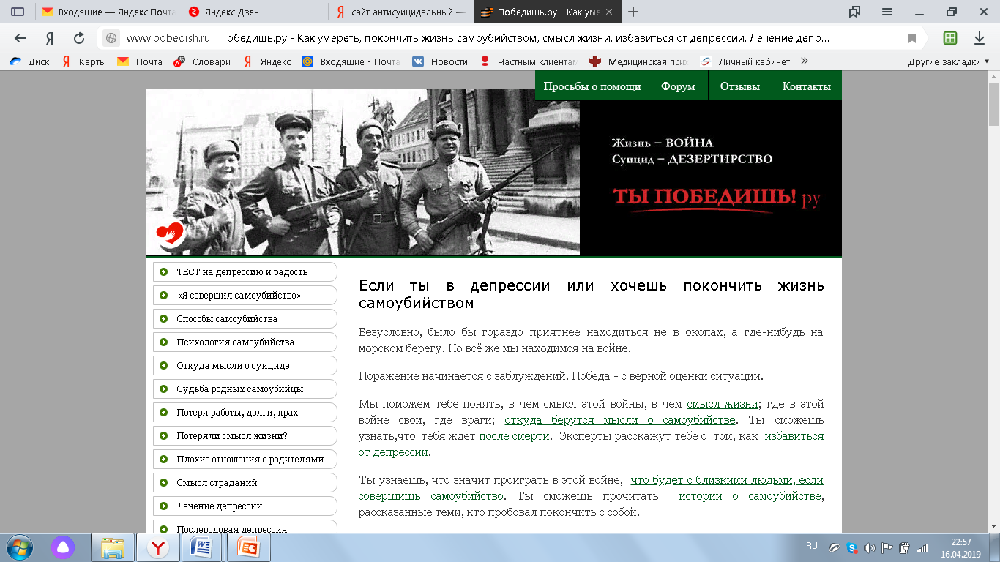 Входящие — Яндекс.Почт
Яндекс Дзен
сайт антисуицидальный —
Победишь.ру - Как умер
www.pobedish.ru Победишь.ру - Как умереть, покончить жизнь самоубийством, смысл жизни, избавиться от депрессии. Лечение депр...
Диск
Карты
Почта
Словари
Яндекс
Входящие - Почта
Новости
Частным клиентам
Медицинская псих
Личный кабинет
Другие закладки
Просьбы о помощи
Форум
Отзывы
Контакты
Жизнь – ВОЙНА
Суицид – ДЕЗЕРТИРСТВО
ТЫ ПОБЕДИШЬ! ру
ТЕСТ на депрессию и радость
«Я совершил самоубийство»
Способы самоубийства
Психология самоубийства
Откуда мысли о суициде
Судьба родных самоубийцы
Потеря работы, долги, крах
Потеряли смысл жизни?
Плохие отношения с родителями
Смысл страданий
Лечение депрессии
Послеродовая депрессия
Если ты в депрессии или хочешь покончить жизнь
самоубийством
Безусловно, было бы гораздо приятнее находиться не в окопах, а где-нибудь на
морском берегу. Но всё же мы находимся на войне.
Поражение начинается с заблуждений. Победа - с верной оценки ситуации.
Мы поможем тебе понять, в чем смысл этой войны, в чем смысл жизни; где в этой
войне свои, где враги; откуда берутся мысли о самоубийстве. Ты сможешь
узнать,что тебя ждет после смерти. Эксперты расскажут тебе о том, как избавиться
от депрессии.
Ты узнаешь, что значит проиграть в этой войне, что будет с близкими людьми, если
совершишь самоубийство. Ты сможешь прочитать истории о самоубийстве,
рассказанные теми, кто пробовал покончить с собой.
RU
22:57
16.04.2019